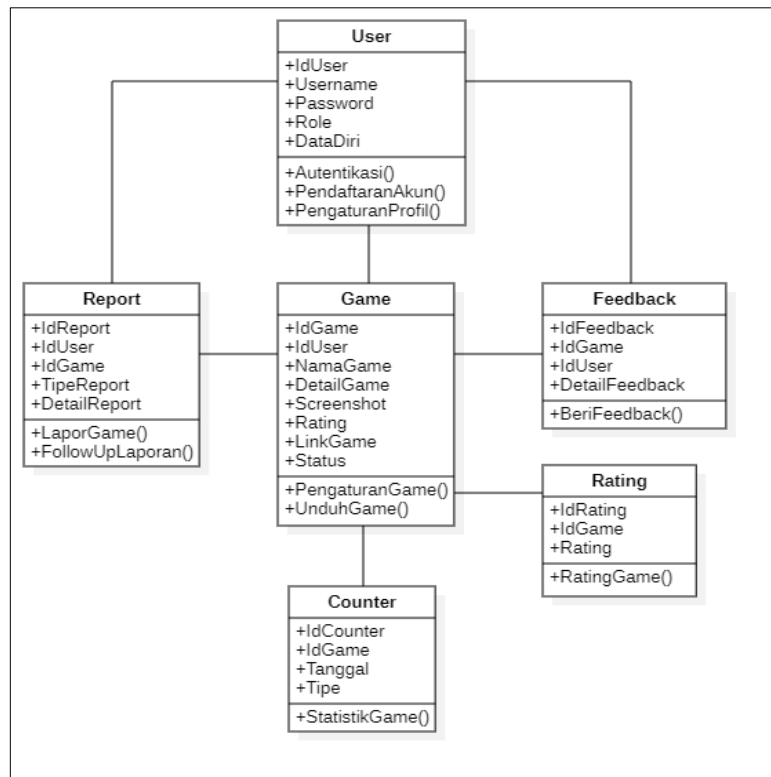 User
+IdUser
+Username
+Password
+Role
+DataDiri
+Autentikasi()
+PendaftaranAkun()
+PengaturanProfil()
Report
+IdReport
+IdUser
+IdGame
+TipeReport
+DetailReport
+LaporGame()
+FollowUpLaporan()
Game
+IdGame
+IdUser
+NamaGame
+DetailGame
+Screenshot
+Rating
+LinkGame
+Status
+PengaturanGame()
+UnduhGame()
Feedback
+IdFeedback
+IdGame
+IdUser
+DetailFeedback
+BeriFeedback()
Rating
+IdRating
+IdGame
+Rating
+RatingGame()
Counter
+IdCounter
+IdGame
+Tanggal
+Tipe
+StatistikGame()